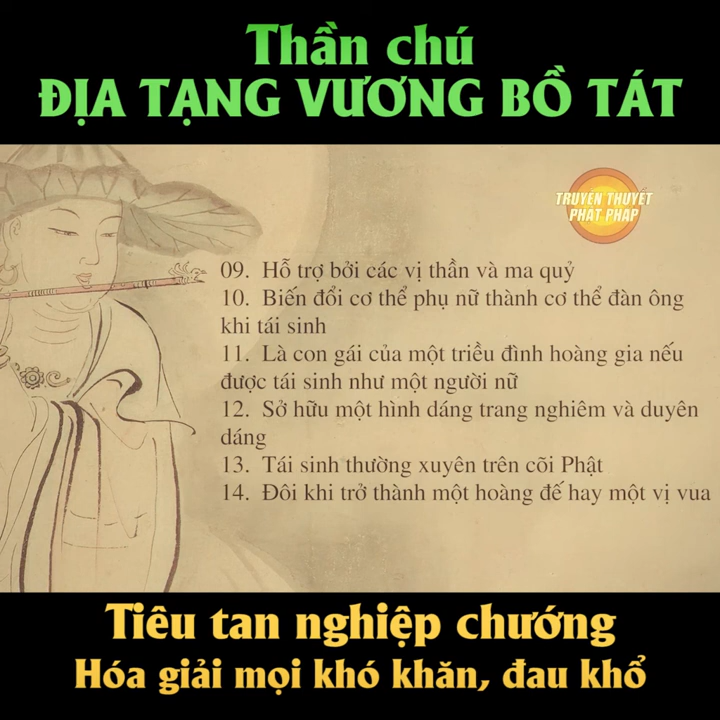 Thần chú
ĐỊA TẠNG VƯƠNG BỒ TÁT
TRUYỀN THUYẾT
PHẬT PHÁP
09. Hỗ trợ bởi các vị thần và ma quỷ
10. Biến đổi cơ thể phụ nữ thành cơ thể đàn ông
khi tái sinh
11. Là con gái của một triều đình hoàng gia nếu
được tái sinh như một người nữ
12. Sở hữu một hình dáng trang nghiêm và duyên
dáng
13. Tái sinh thường xuyên trên cõi Phật
14. Đôi khi trở thành một hoàng đế hay một vị vua
Tiêu tan nghiệp chướng
Hóa giải mọi khó khăn, đau khổ